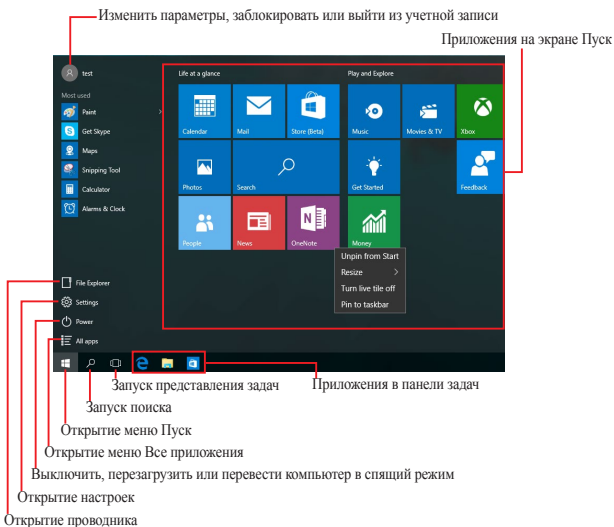 Изменить параметры, заблокировать или выйти из учетной записи
Приложения на экране Пуск
test
Life at a glance
Play and Explore
Most used
Paint
Get Skype
Maps
Snipping Tool
Calculator
Alarms & Clock
Calendar
Mail
Store (Beta)
Music
Movies & TV
Xbox
Photos
Search
Get Started
Feedback
People
News
OneNote
Money
Unpin from Start
Resize
Turn live tile off
Pin to taskbar
File Explorer
Settings
Power
All apps
Запуск представления задач
Приложения в панели задач
Запуск поиска
Открытие меню Пуск
Открытие меню Все приложения
Выключить, перезагрузить или перевести компьютер в спящий режим
Открытие настроек
Открытие проводника